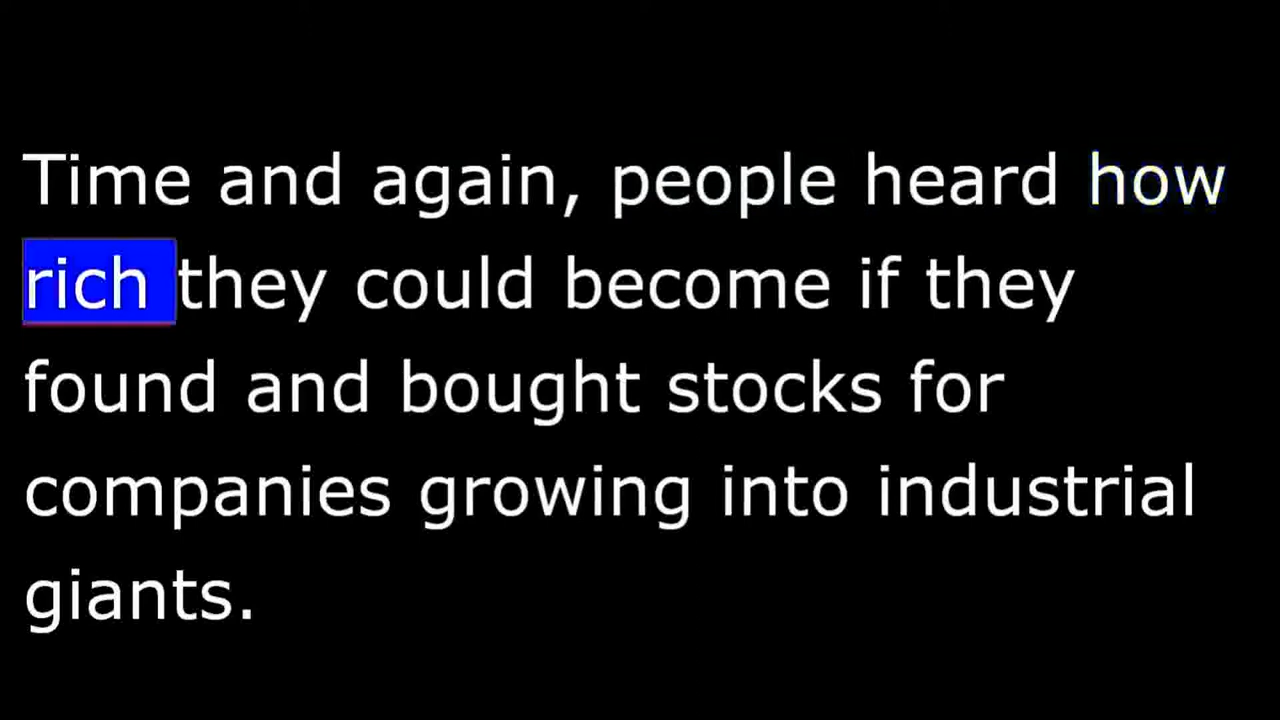 Time and again, people heard how
rich they could become if they
found and bought stocks for
companies growing into industrial
giants.